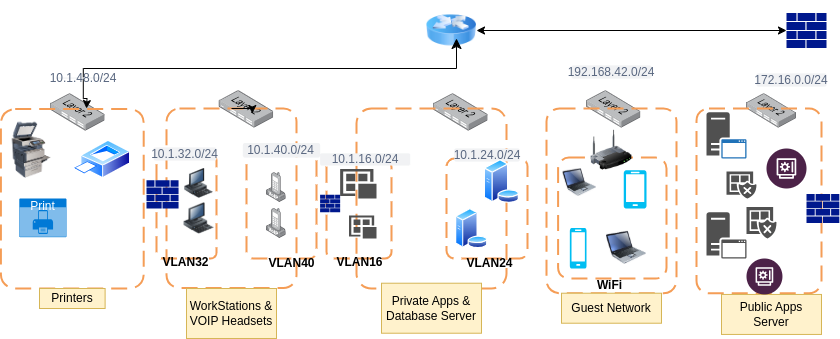 192.168.42.0/24
10.1.48.0/24
172.16.0.0/24
Layer 2
Layer 2
Layer 2
Layer 2
Layer 2
10.1.32.0/24
10.1.40.0/24
10.1.16.0/24
10.1.24.0/24
Print
VLAN32
VLAN40
VLAN16
VLAN24
WiFi
Printers
WorkStations &
VOIP Headsets
Private Apps &
Database Server
Guest Network
Public Apps
Server